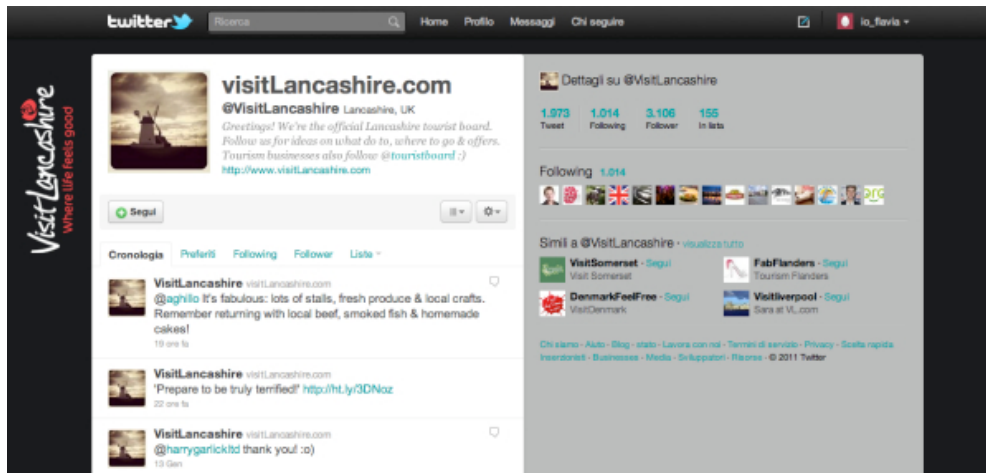 twitter
Ricerca
Home Profilo Messaggi Chi seguire
io_flavia
Visit Lancashire
Where life feels good
visitLancashire.com
@VisitLancashire Lancashire, UK
Greetings! We're the official Lancashire tourist board.
Follow us for ideas on what do to, where to go & offers.
Tourism businesses also follow @touristboard :)
http://www.visitLancashire.com
Segui
Cronologia Preferiti Following Follower Liste
VisitLancashire visitLancashire.com
@aghillo It's fabulous: lots of stalls, fresh produce & local crafts.
Remember returning with local beef, smoked fish & homemade
cakes!
19 ore fa
VisitLancashire visitLancashire.com
'Prepare to be truly terrified!' http://ht.ly/3DNoz
22 ore fa
VisitLancashire visitLancashire.com
@harrygarlickltd thank you! :o)
13 Gen
Dettagli su @VisitLancashire
1.973 1.014 3.106 155
Tweet Following Follower In lista
Following 1.014
Simili a @VisitLancashire · visualizza tutto
VisitSomerset · Segui
Visit Somerset
FabFlanders · Segui
Tourism Flanders
DenmarkFeelFree · Segui
VisitDenmark
Visitliverpool · Segui
Sara at VL.com
Chi siamo · Aiuto · Blog · stato · Lavora con noi · Termini di servizio · Privacy · Scelta rapida
Inserzionisti · Businesses · Media · Sviluppatori · Risorse · © 2011 Twitter